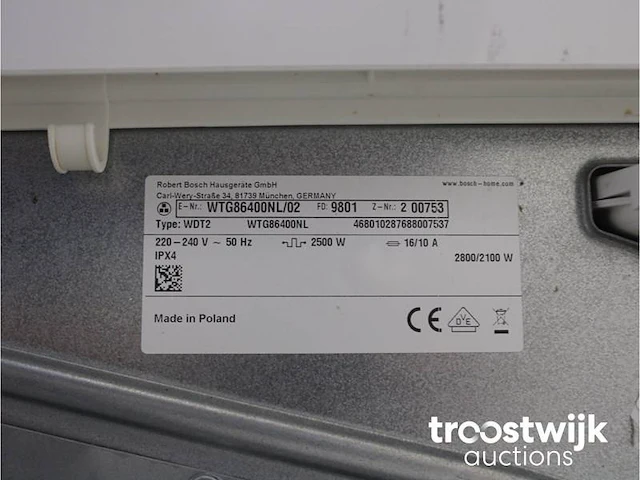 Robert Bosch Hausgeräte GmbH www.bosch-home.com
Carl-Wery-Straße 34, 81739 München, GERMANY
E-Nr.: WTG86400NL/02 FD: 9801 Z-Nr.: 2 00753
Type: WDT2 WTG86400NL 468010287688007537
220-240 V ~ 50 Hz 2500 W 16/10 A
IPX4 2800/2100 W
Made in Poland CE DVE
troostwijk
auctions